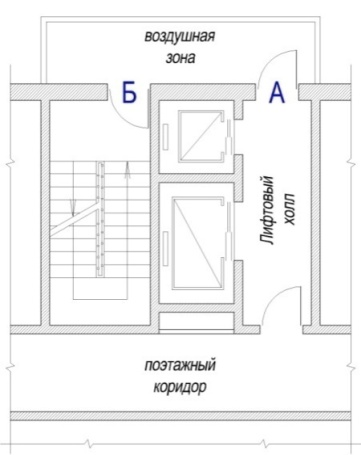 воздушная
зона
Б
А
Лифтовый
холл
поэтажный
коридор